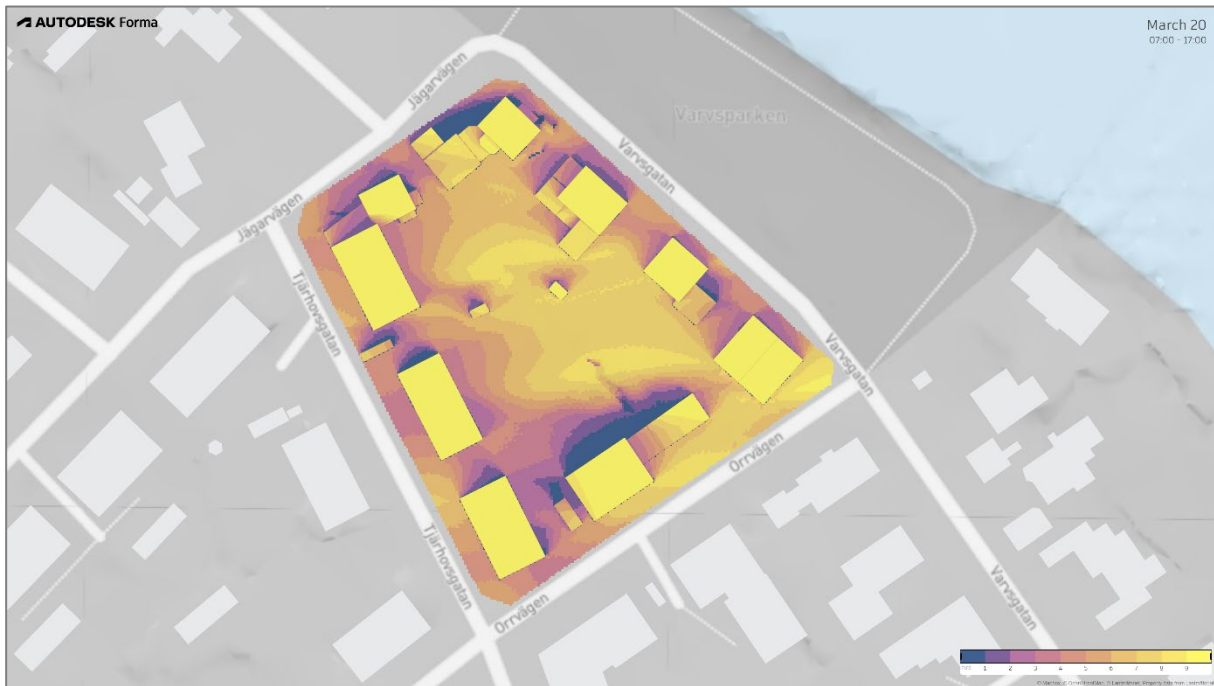 AUTODESK Forma
March 20
07:00 - 17:00
Jägarvägen
Varvsparken
Varvsgatan
Jägarvägen
Tjärhovsgatan
Varvsgatan
Orrvägen
Tjärhovsgatan
Varvsgatan
Orrvägen
1 2 3 4 5 6 7 8 9